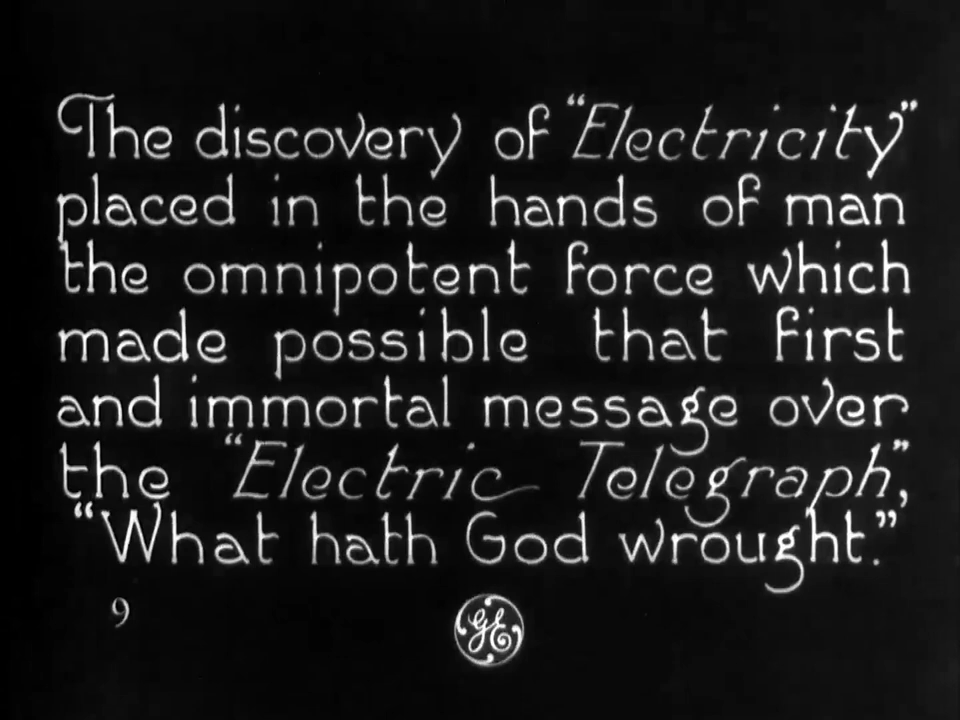 The discovery of “Electricity”
placed in the hands of man
the omnipotent force which
made possible that first
and immortal message over
the “Electric Telegraph”,
“What hath God wrought.”
9
GE